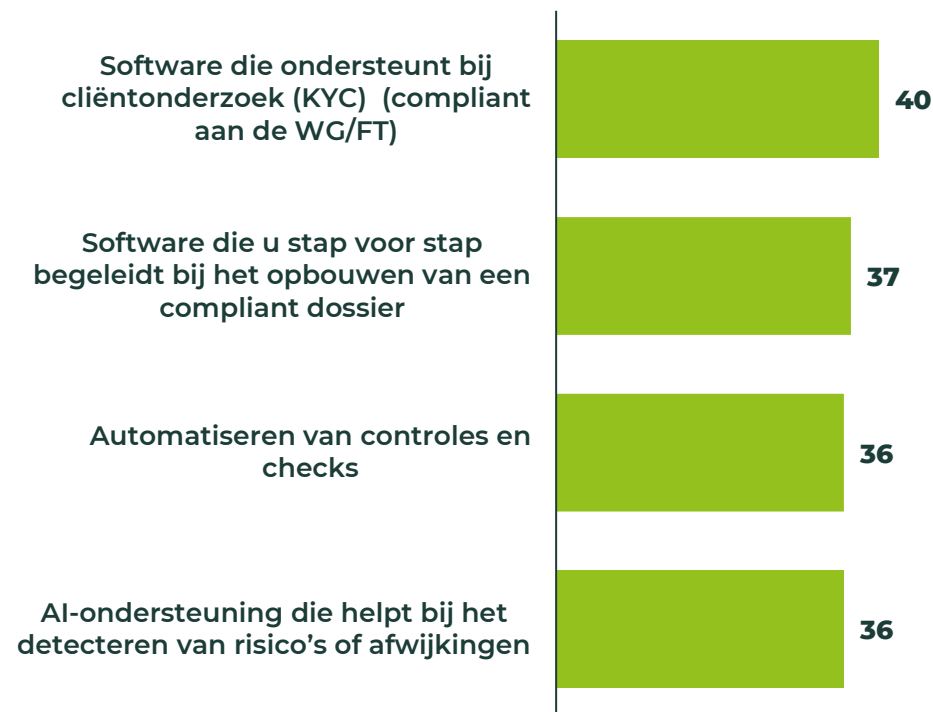 Software die ondersteunt bij
cliëntonderzoek (KYC)  (compliant
aan de WG/FT)
40
Software die u stap voor stap
begeleidt bij het opbouwen van een
compliant dossier
37
Automatiseren van controles en
checks
36
AI-ondersteuning die helpt bij het
detecteren van risico’s of afwijkingen
36